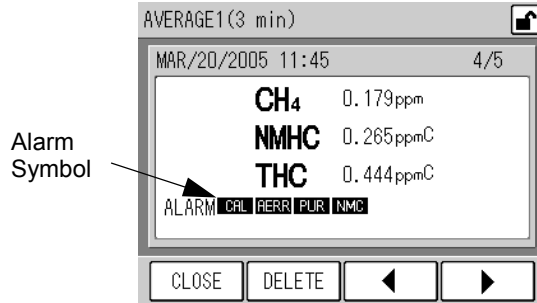 AVERAGE1(3 min)
MAR/20/2005 11:45 4/5
CH₄ 0.179ppm
NMHC 0.265ppmC
THC 0.444ppmC
Alarm
Symbol
ALARM CAL AERR PUR NMC
CLOSE DELETE